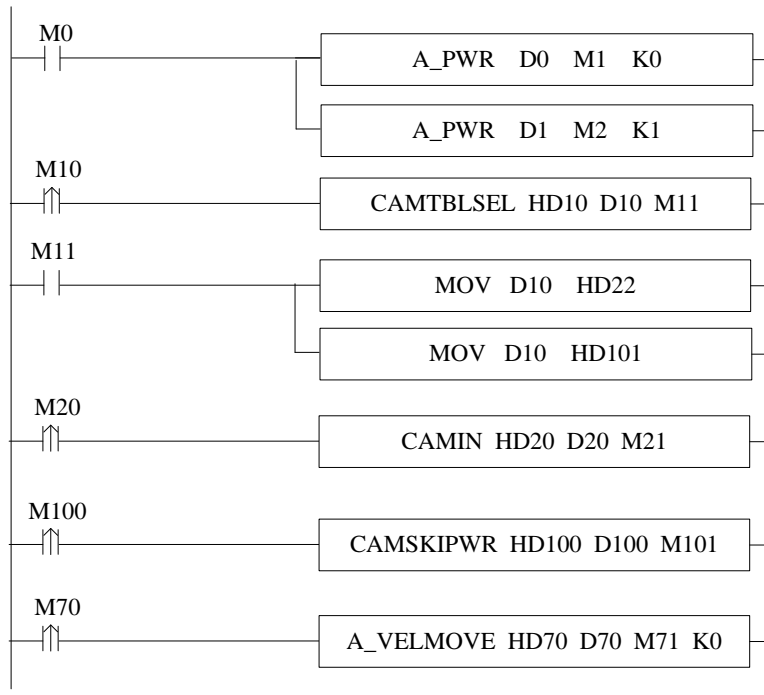 M0
A_PWR D0 M1 K0
A_PWR D1 M2 K1
M10
CAMTBLSEL HD10 D10 M11
M11
MOV D10 HD22
MOV D10 HD101
M20
CAMIN HD20 D20 M21
M100
CAMSKIPWR HD100 D100 M101
M70
A_VELMOVE HD70 D70 M71 K0